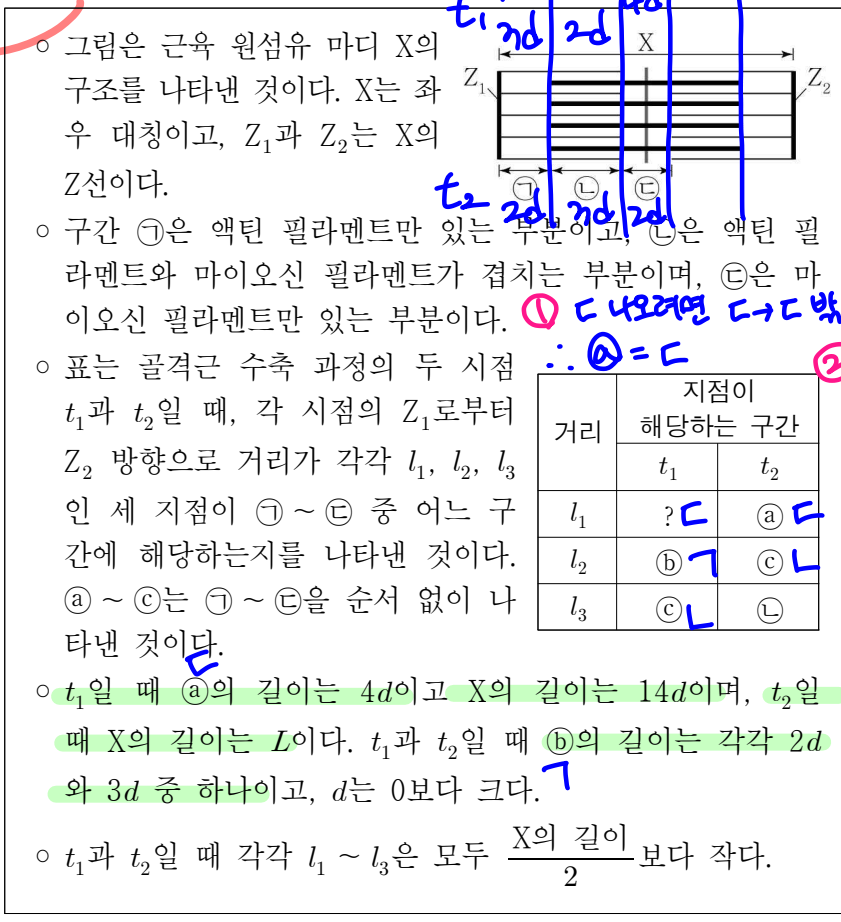 t₁ 3d 2d 4d
◦ 그림은 근육 원섬유 마디 X의
구조를 나타낸 것이다. X는 좌
우 대칭이고, Z₁과 Z₂는 X의
Z선이다.
X
Z₁ Z₂
㉠ ㉡ ㉢
t₂ 2d 3d 2d
◦ 구간 ㉠은 액틴 필라멘트만 있는 부분이고, ㉡은 액틴 필
라멘트와 마이오신 필라멘트가 겹치는 부분이며, ㉢은 마
이오신 필라멘트만 있는 부분이다.
① ㄷ 나오려면 ㄷ→ㄷ 밖
∴ ⓐ = ㄷ
②
◦ 표는 골격근 수축 과정의 두 시점
t₁과 t₂일 때, 각 시점의 Z₁로부터
Z₂ 방향으로 거리가 각각 l₁, l₂, l₃
인 세 지점이 ㉠~㉢ 중 어느 구
간에 해당하는지를 나타낸 것이다.
ⓐ~ⓒ는 ㉠~㉢을 순서 없이 나
타낸 것이다.
거리 지점이 해당하는 구간
t₁ t₂
l₁ ? ㄷ ⓐ ㄷ
l₂ ⓑ ㄱ ⓒ ㄴ
l₃ ⓒ ㄴ ㉡
ㄷ
◦ t₁일 때 ⓐ의 길이는 4d이고 X의 길이는 14d이며, t₂일
때 X의 길이는 L이다. t₁과 t₂일 때 ⓑ의 길이는 각각 2d
와 3d 중 하나이고, d는 0보다 크다.
ㄱ
◦ t₁과 t₂일 때 각각 l₁ ~ l₃은 모두 X의 길이/2 보다 작다.